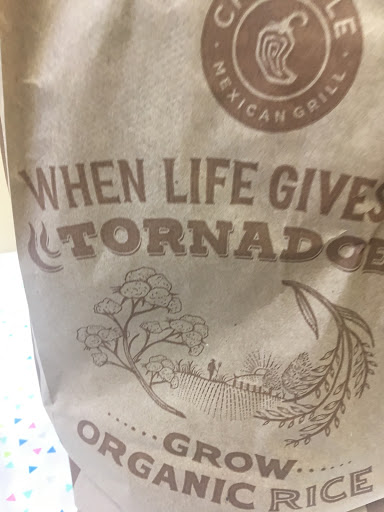 MEXICAN GRILL
WHEN LIFE GIVES
TORNADOE
......GROW......
ORGANIC RICE